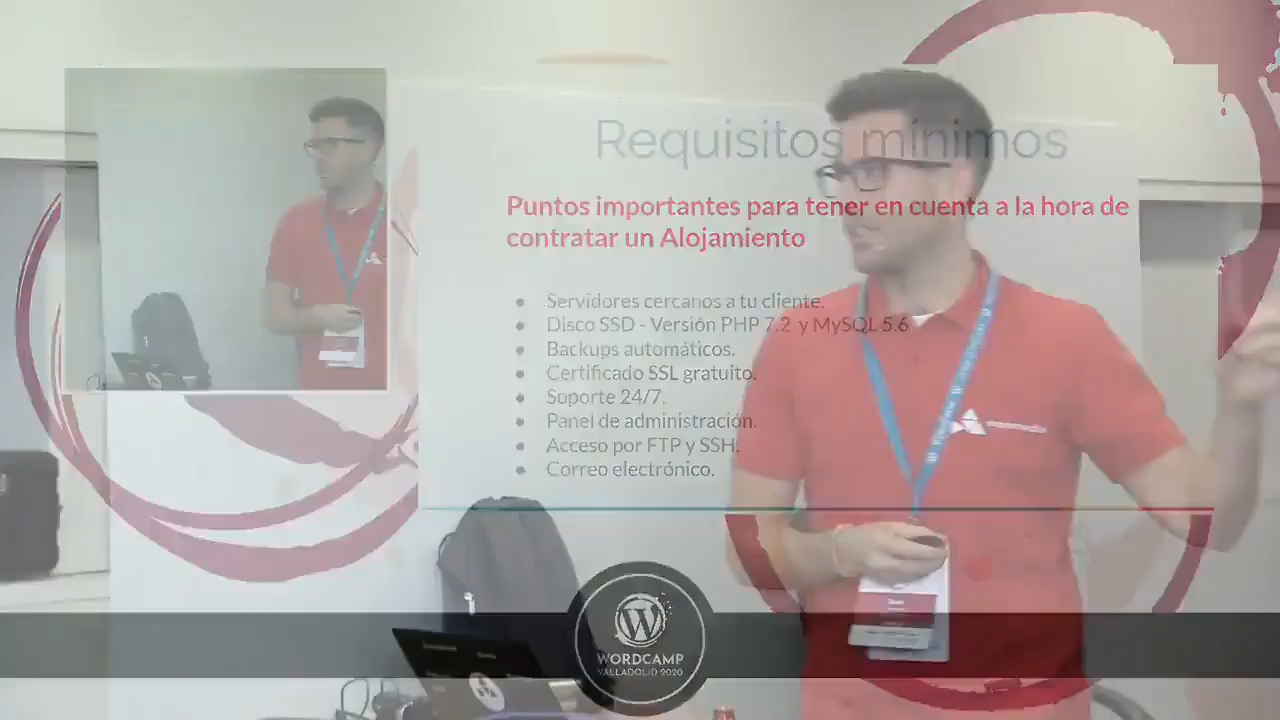 Requisitos mínimos
Puntos importantes para tener en cuenta a la hora de
contratar un Alojamiento
● Servidores cercanos a tu cliente.
● Disco SSD - Versión PHP 7.2 y MySQL 5.6
● Backups automáticos.
● Certificado SSL gratuito.
● Soporte 24/7.
● Panel de administración.
● Acceso por FTP y SSH.
● Correo electrónico.
WORDCAMP
VALLADOLID 2020